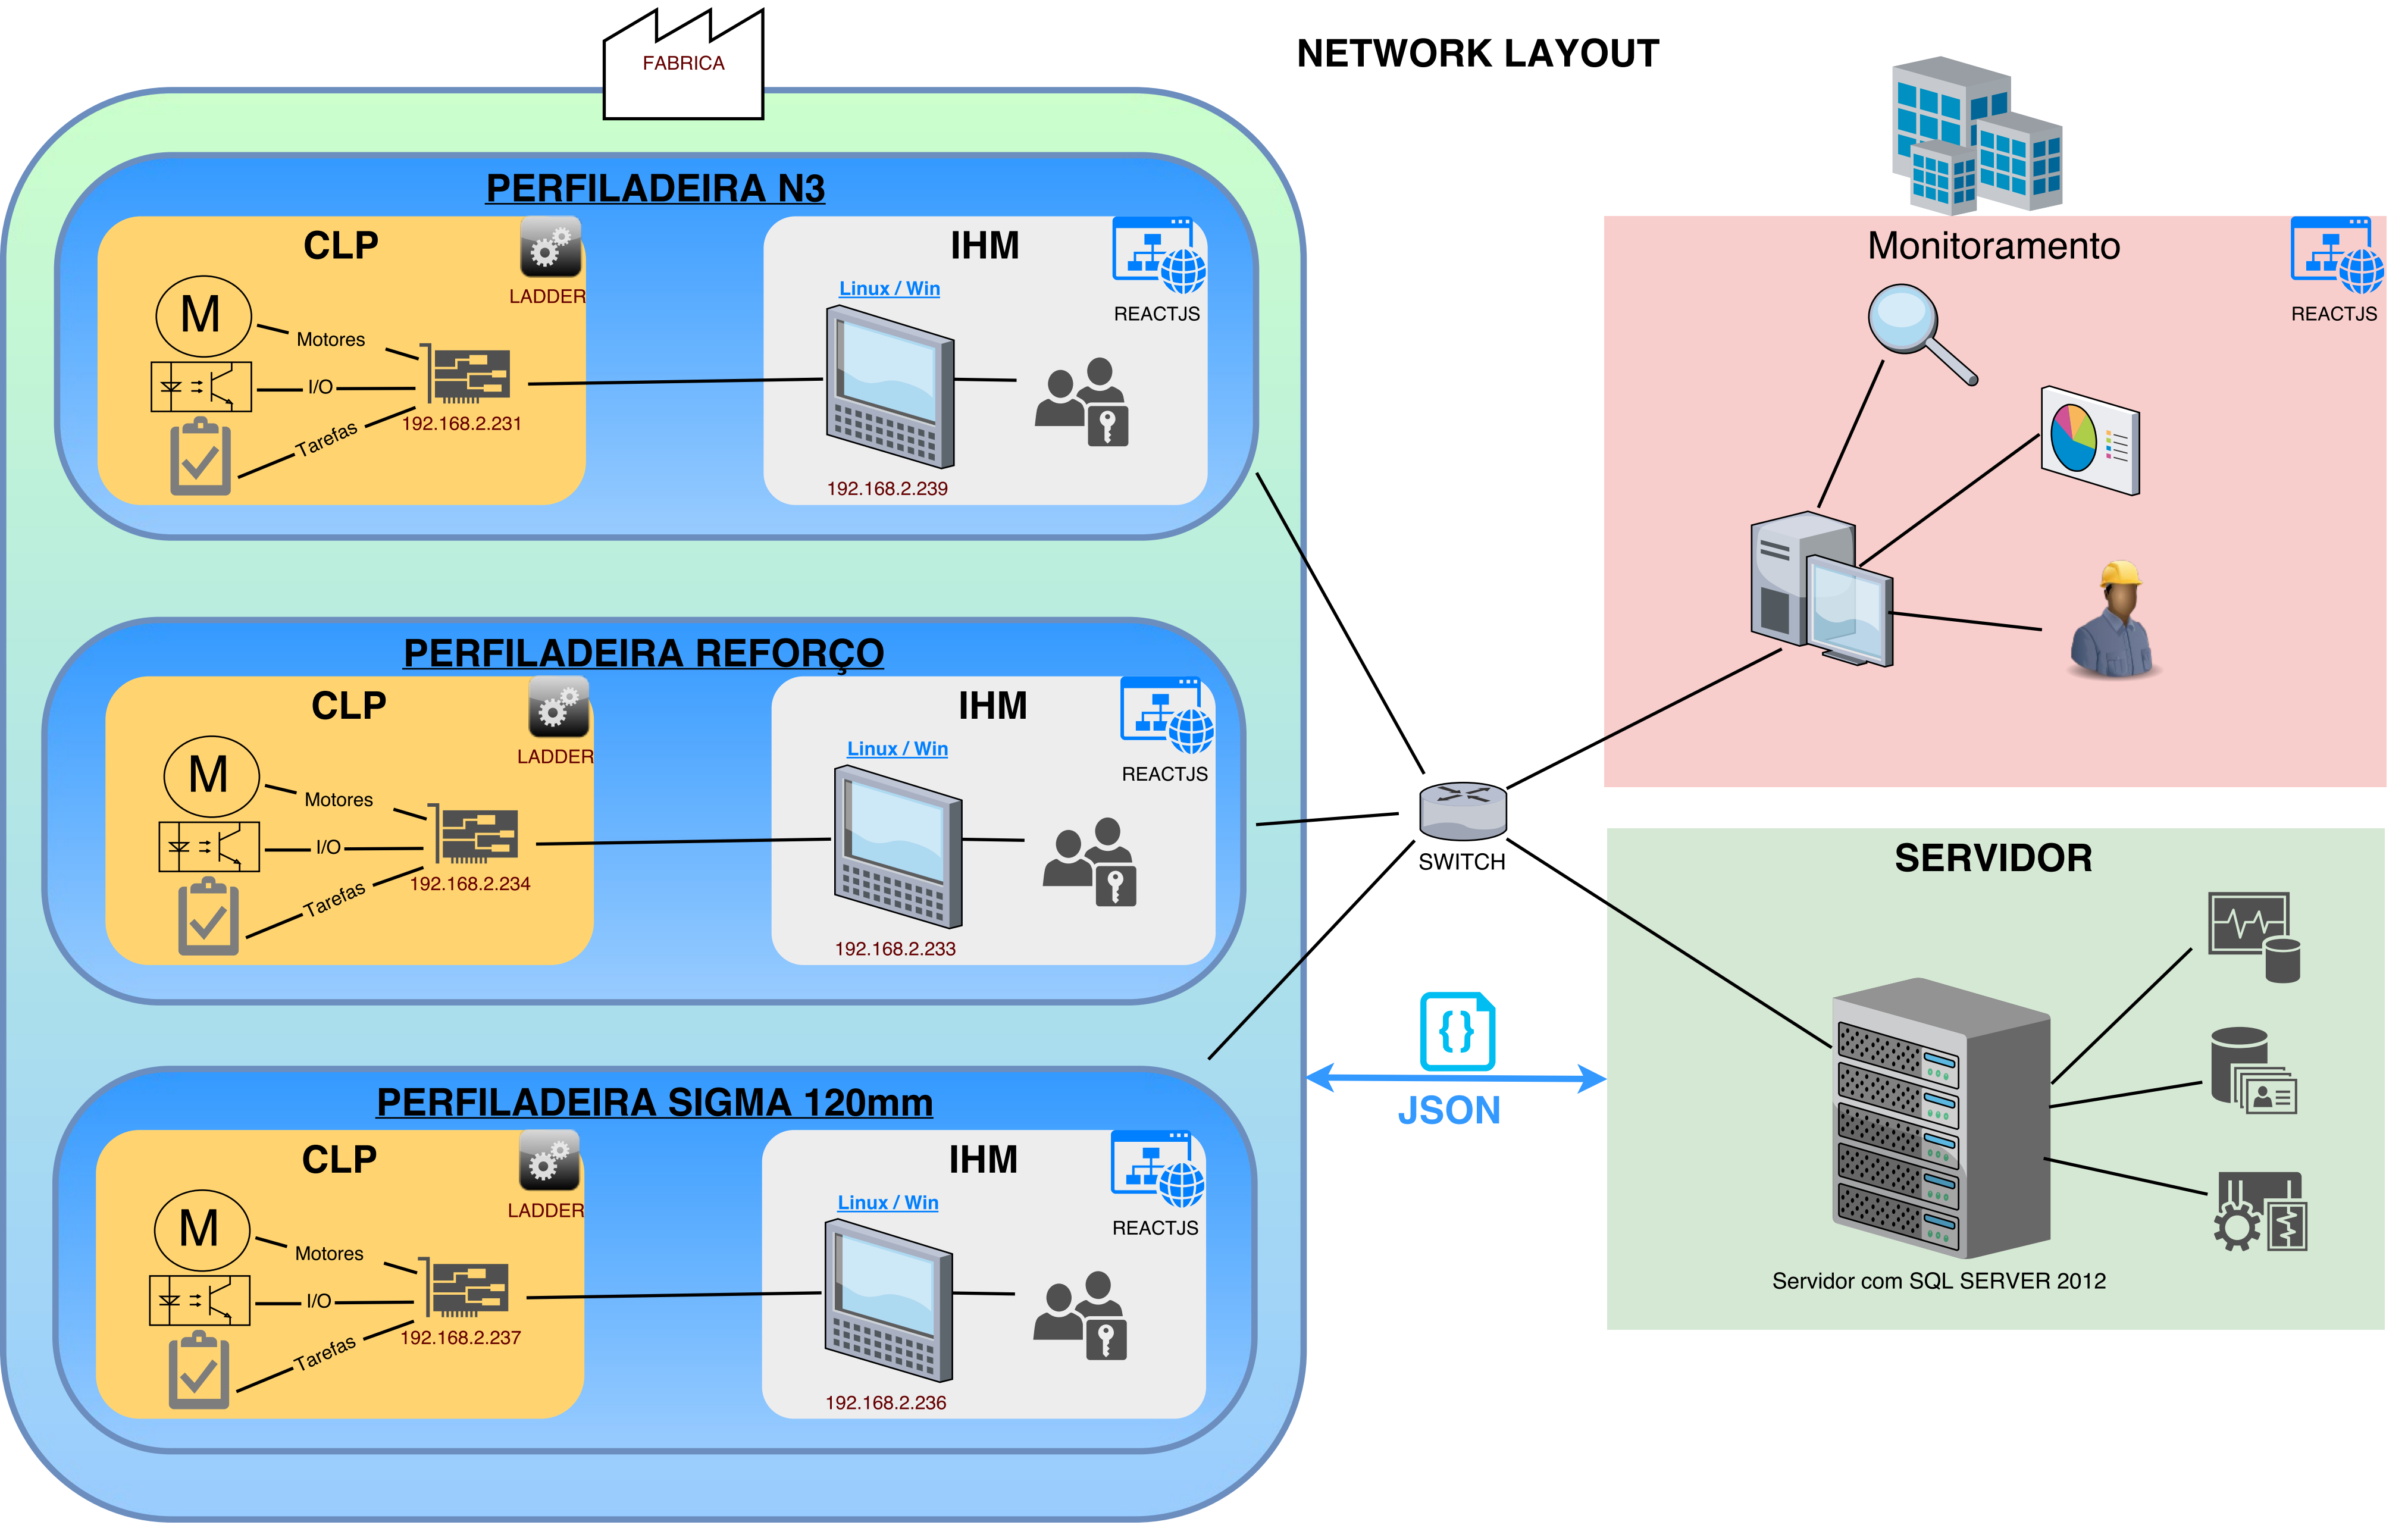 FABRICA
NETWORK LAYOUT
PERFILADEIRA N3
CLP
LADDER
M
Motores
I/O
Tarefas
192.168.2.231
IHM
Linux / Win
REACTJS
192.168.2.239
PERFILADEIRA REFORÇO
CLP
LADDER
M
Motores
I/O
Tarefas
192.168.2.234
IHM
Linux / Win
REACTJS
192.168.2.233
PERFILADEIRA SIGMA 120mm
CLP
LADDER
M
Motores
I/O
Tarefas
192.168.2.237
IHM
Linux / Win
REACTJS
192.168.2.236
SWITCH
{}
JSON
Monitoramento
REACTJS
SERVIDOR
Servidor com SQL SERVER 2012